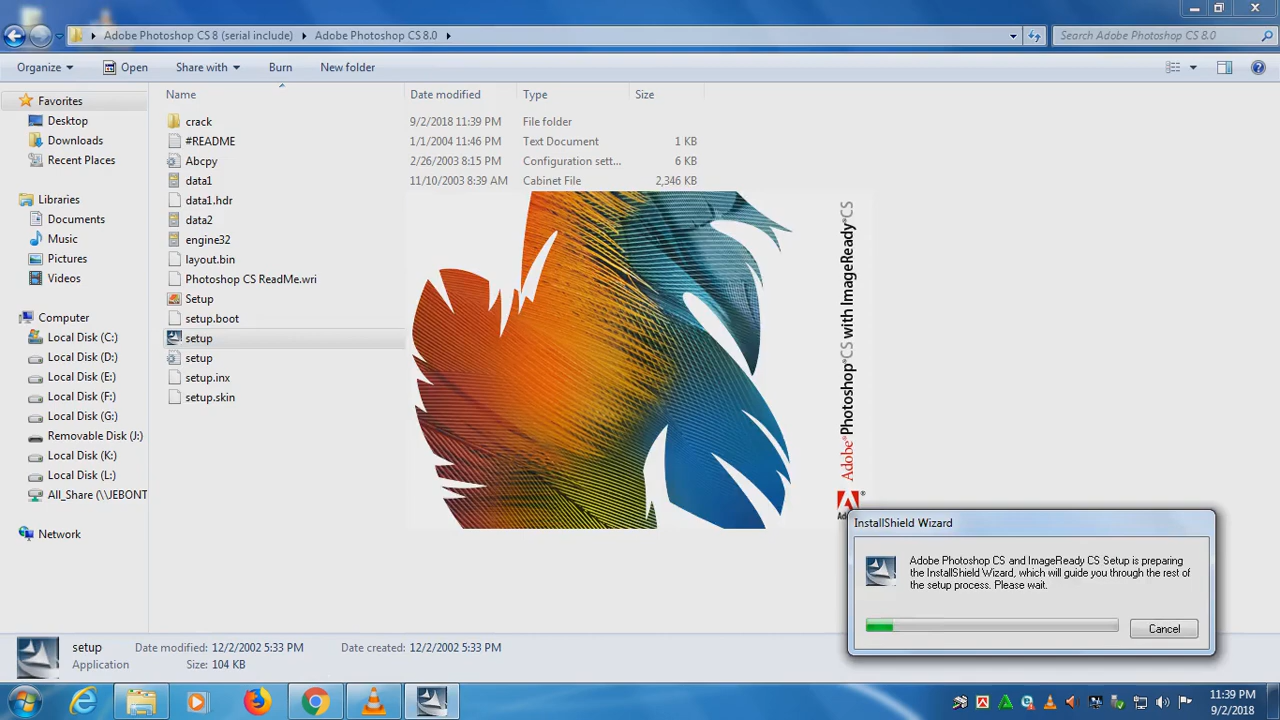 Adobe Photoshop CS 8 (serial include) Adobe Photoshop CS 8.0 Search Adobe Photoshop CS 8.0
Organize Open Share with Burn New folder
Name Date modified Type Size
Favorites
Desktop
Downloads
Recent Places
Libraries
Documents
Music
Pictures
Videos
Computer
Local Disk (C:)
Local Disk (D:)
Local Disk (E:)
Local Disk (F:)
Local Disk (G:)
Removable Disk (J:)
Local Disk (K:)
Local Disk (L:)
All_Share (\\JEBONT
Network
crack 9/2/2018 11:39 PM File folder
#README 1/1/2004 11:46 PM Text Document 1 KB
Abcpy 2/26/2003 8:15 PM Configuration sett... 6 KB
data1 11/10/2003 8:39 AM Cabinet File 2,346 KB
data1.hdr
data2
engine32
layout.bin
Photoshop CS ReadMe.wri
Setup
setup.boot
setup
setup
setup.inx
setup.skin
Adobe® Photoshop® CS with ImageReady® CS
InstallShield Wizard
Adobe Photoshop CS and ImageReady CS Setup is preparing
the InstallShield Wizard, which will guide you through the rest of
the setup process. Please wait.
Cancel
setup Date modified: 12/2/2002 5:33 PM Date created: 12/2/2002 5:33 PM
Application Size: 104 KB
11:39 PM
9/2/2018